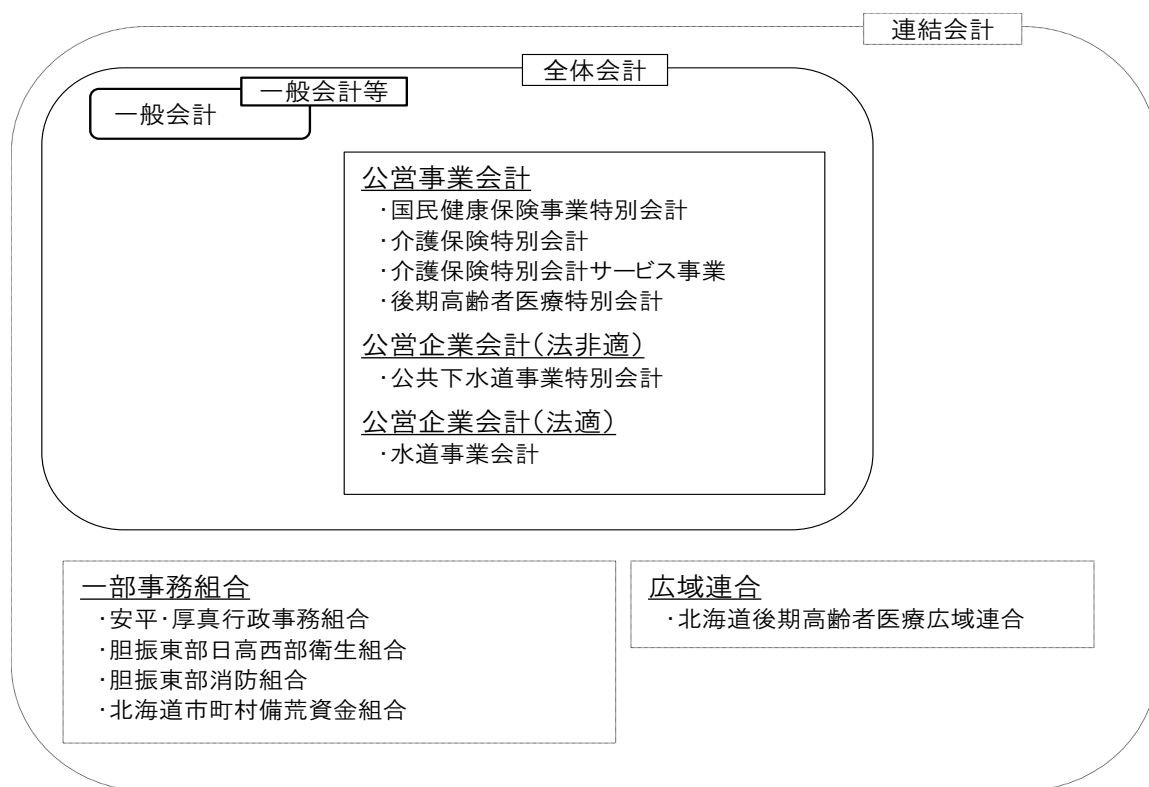 連結会計
全体会計
一般会計等
一般会計
公営事業会計
・国民健康保険事業特別会計
・介護保険特別会計
・介護保険特別会計サービス事業
・後期高齢者医療特別会計
公営企業会計(法非適)
・公共下水道事業特別会計
公営企業会計(法適)
・水道事業会計
一部事務組合
・安平・厚真行政事務組合
・胆振東部日高西部衛生組合
・胆振東部消防組合
・北海道市町村備荒資金組合
広域連合
・北海道後期高齢者医療広域連合